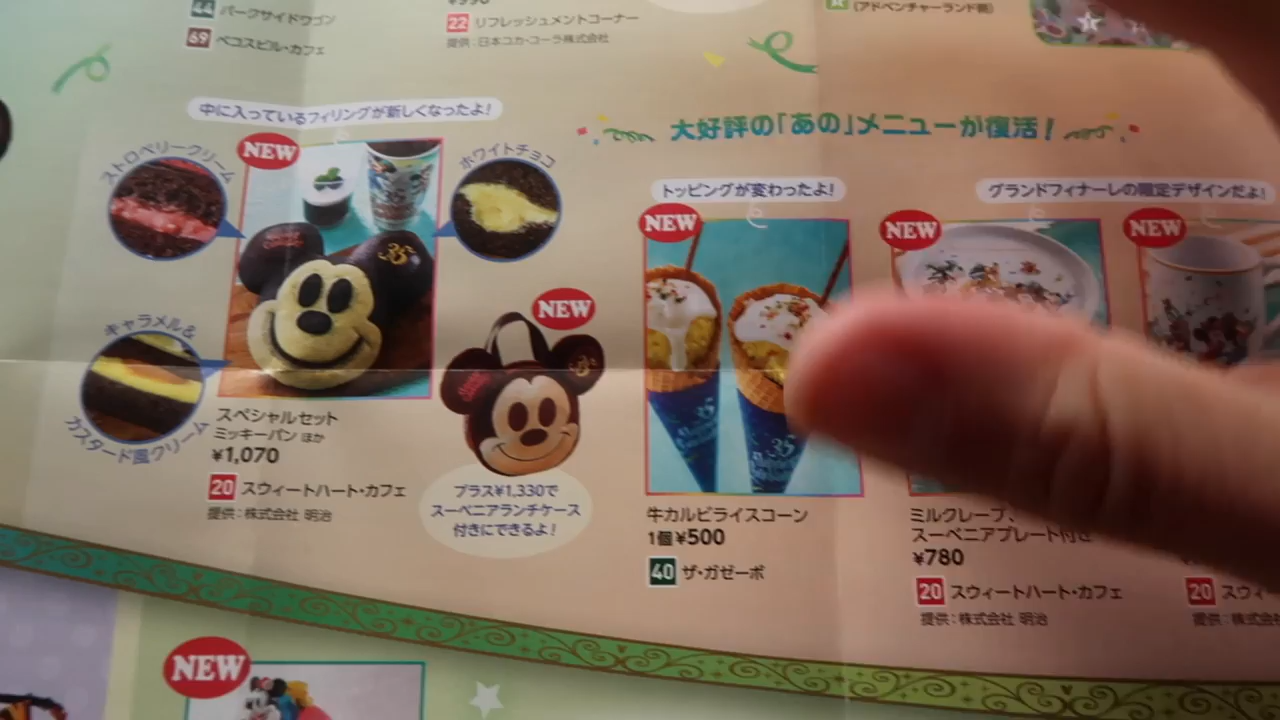 44 パークサイドワゴン
69 ペコスビル・カフェ
22 リフレッシュメントコーナー
提供：日本コカ・コーラ株式会社
(アドベンチャーランド側)
中に入っているフィリングが新しくなったよ！
大好評の「あの」メニューが復活！
ストロベリークリーム
NEW
ホワイトチョコ
キャラメル&
カスタード風クリーム
スペシャルセット
ミッキーパン ほか
¥1,070
20 スウィートハート・カフェ
提供：株式会社 明治
NEW
プラス¥1,330で
スーベニアランチケース
付きにできるよ！
トッピングが変わったよ！
NEW
35
牛カルビライスコーン
1個¥500
40 ザ・ガゼーボ
グランドフィナーレの限定デザインだよ！
NEW
ミルクレープ、
スーベニアプレート付き
¥780
20 スウィートハート・カフェ
提供：株式会社 明治
NEW
20 スウィー
提供：株式会
NEW